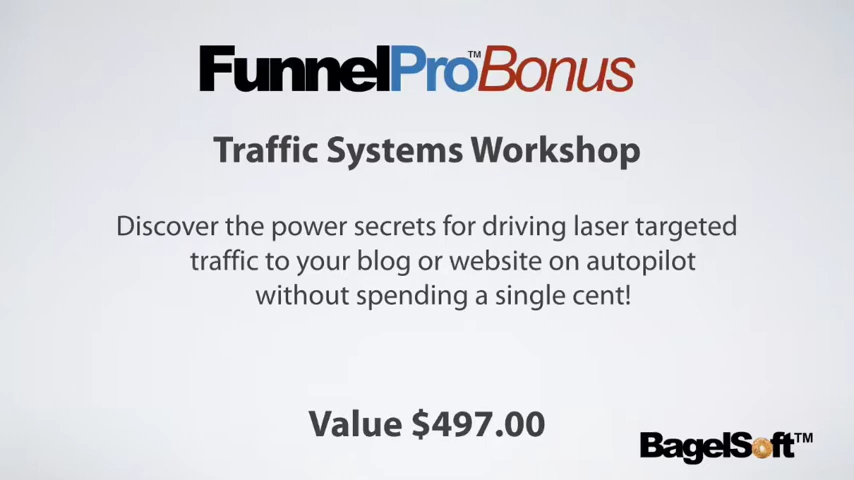 FunnelPro™Bonus
Traffic Systems Workshop
Discover the power secrets for driving laser targeted
traffic to your blog or website on autopilot
without spending a single cent!
Value $497.00
BagelSoft™